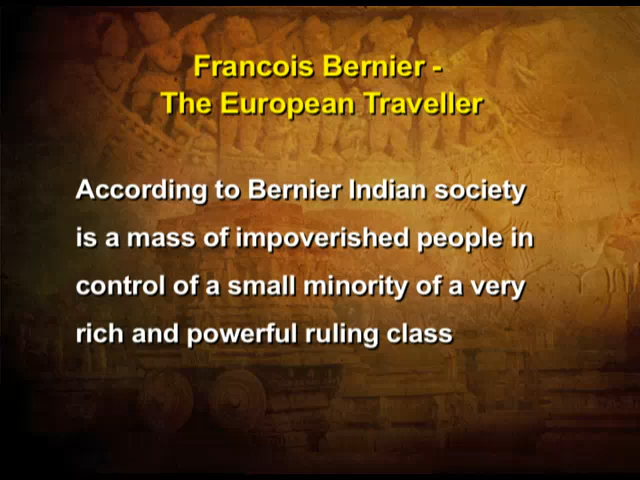 Francois Bernier -
The European Traveller
According to Bernier Indian society
is a mass of impoverished people in
control of a small minority of a very
rich and powerful ruling class